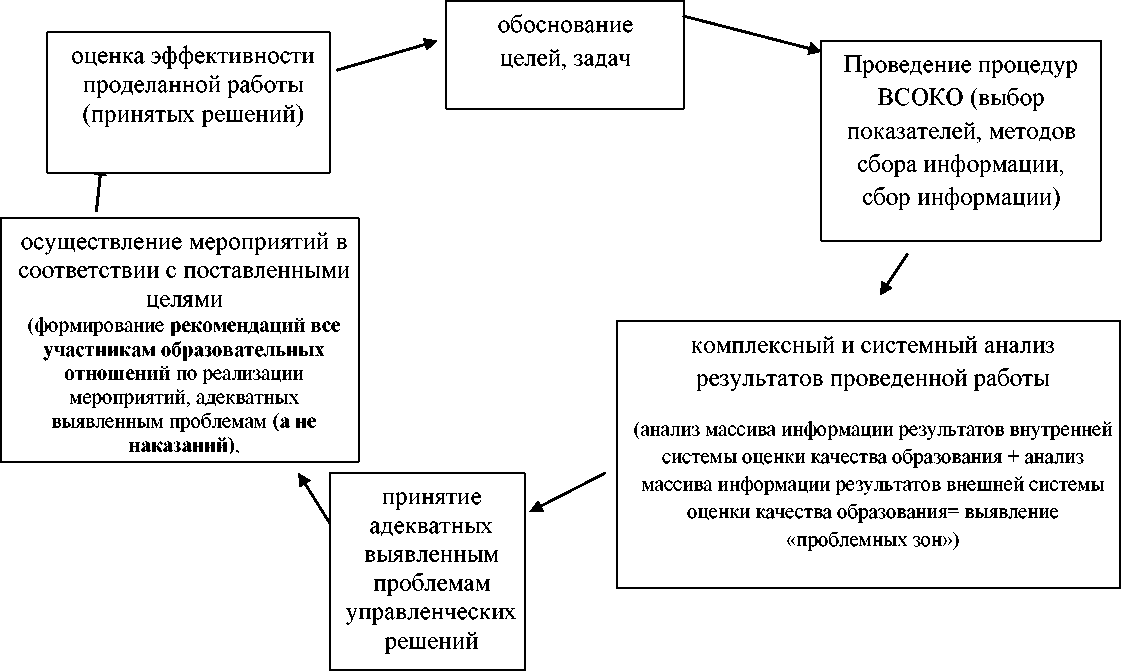 обоснование
целей, задач
Проведение процедур
ВСОКО (выбор
показателей, методов
сбора информации,
сбор информации)
комплексный и системный анализ
результатов проведенной работы
(анализ массива информации результатов внутренней
системы оценки качества образования + анализ
массива информации результатов внешней системы
оценки качества образования= выявление
«проблемных зон»)
принятие
адекватных
выявленным
проблемам
управленческих
решений
осуществление мероприятий в
соответствии с поставленными
целями
(формирование рекомендаций все
участникам образовательных
отношений по реализации
мероприятий, адекватных
выявленным проблемам (а не
наказаний).
оценка эффективности
проделанной работы
(принятых решений)